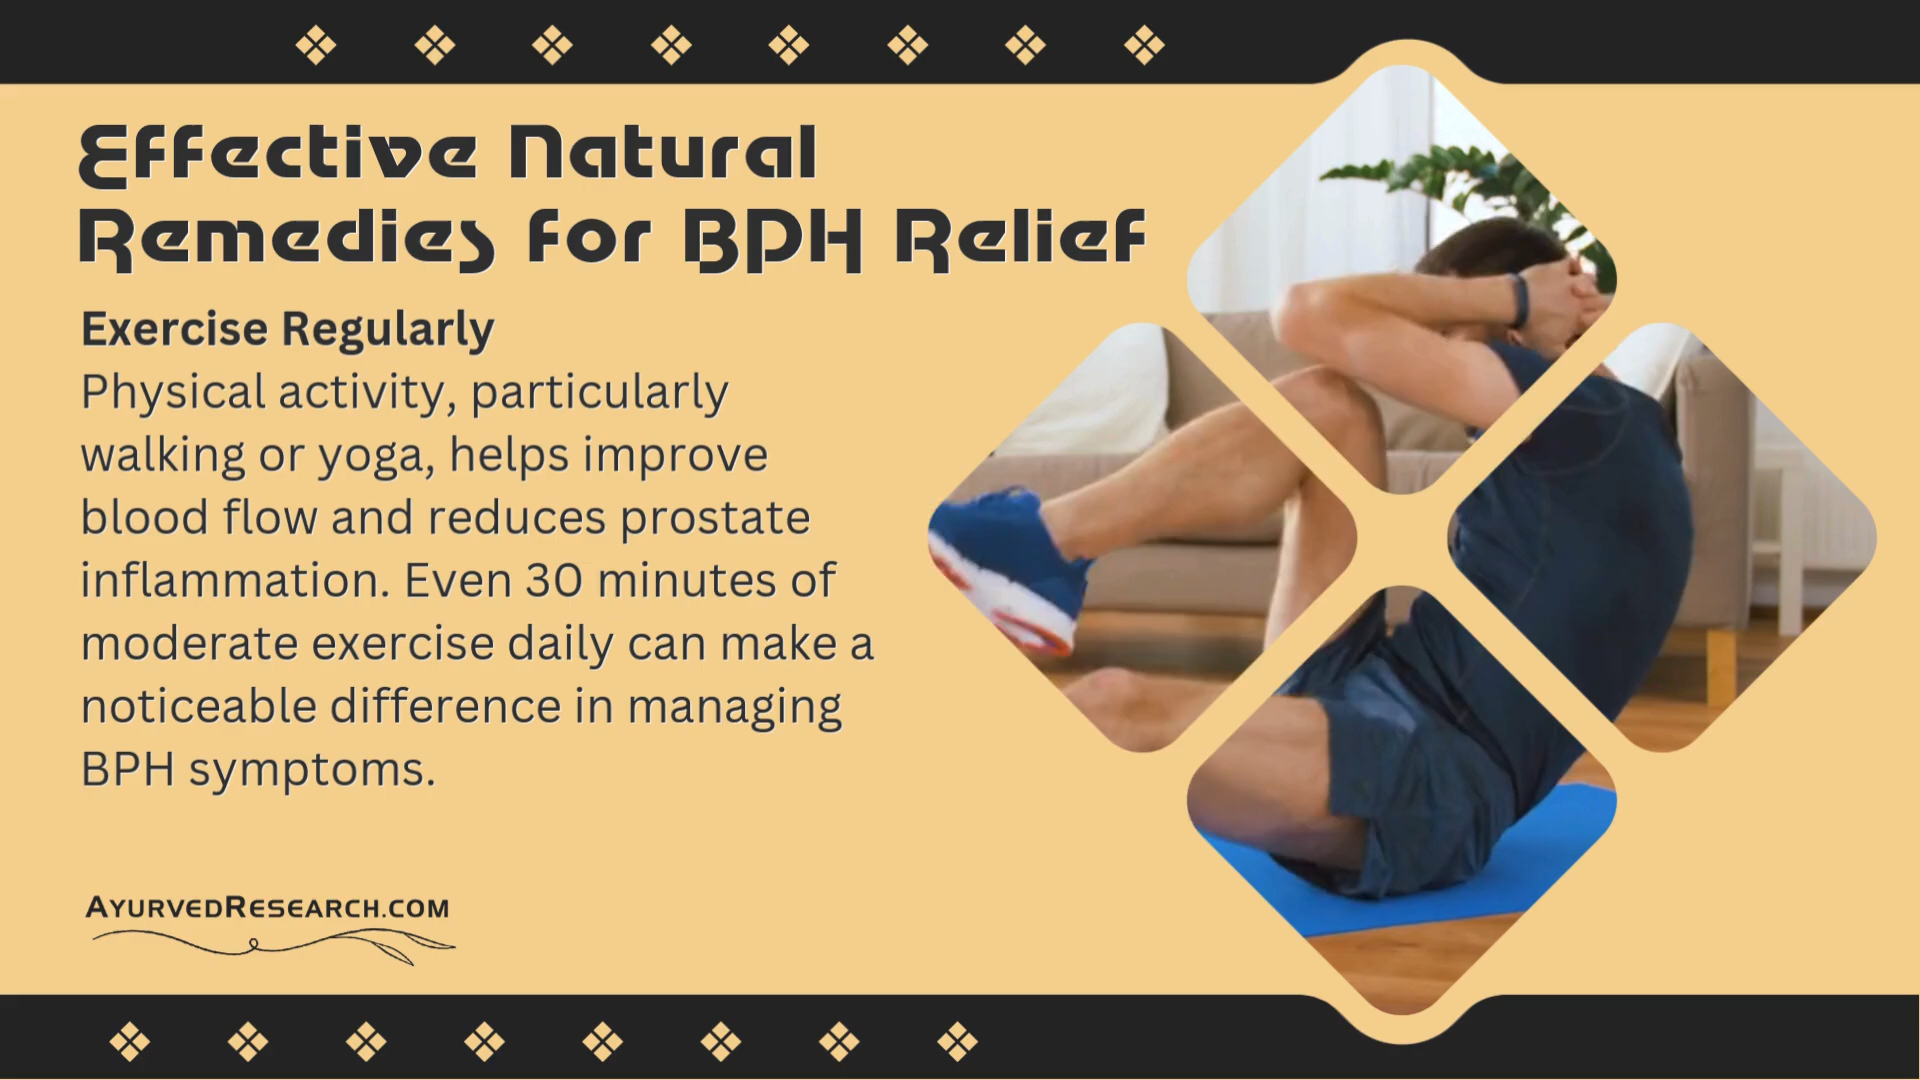 Effective Natural
Remedies for BPH Relief
Exercise Regularly
Physical activity, particularly
walking or yoga, helps improve
blood flow and reduces prostate
inflammation. Even 30 minutes of
moderate exercise daily can make a
noticeable difference in managing
BPH symptoms.
AyurvedResearch.com